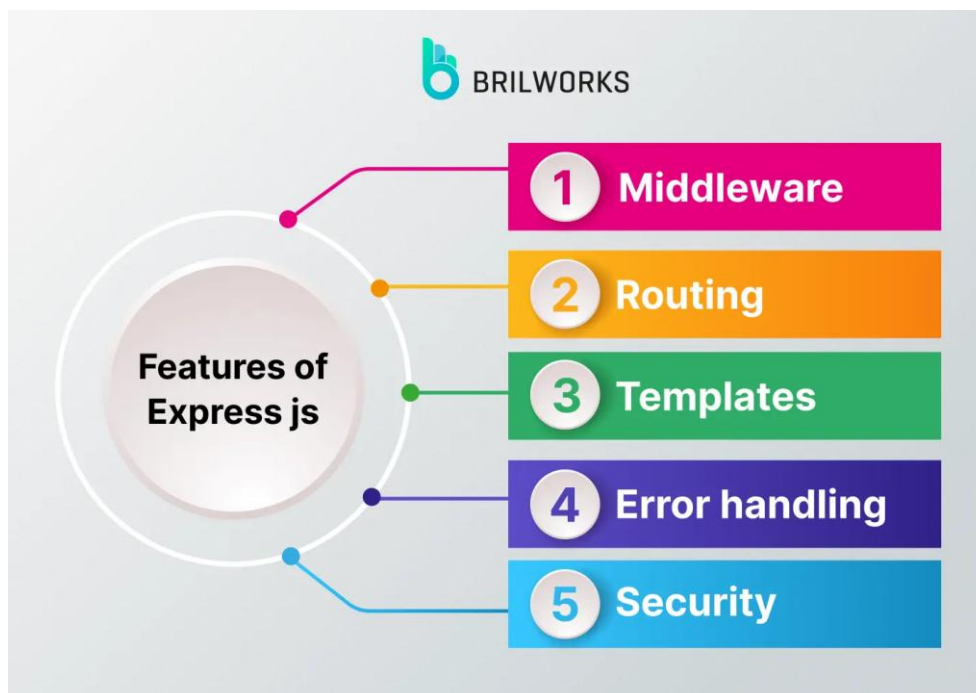 BRILWORKS
Features of
Express js
1 Middleware
2 Routing
3 Templates
4 Error handling
5 Security